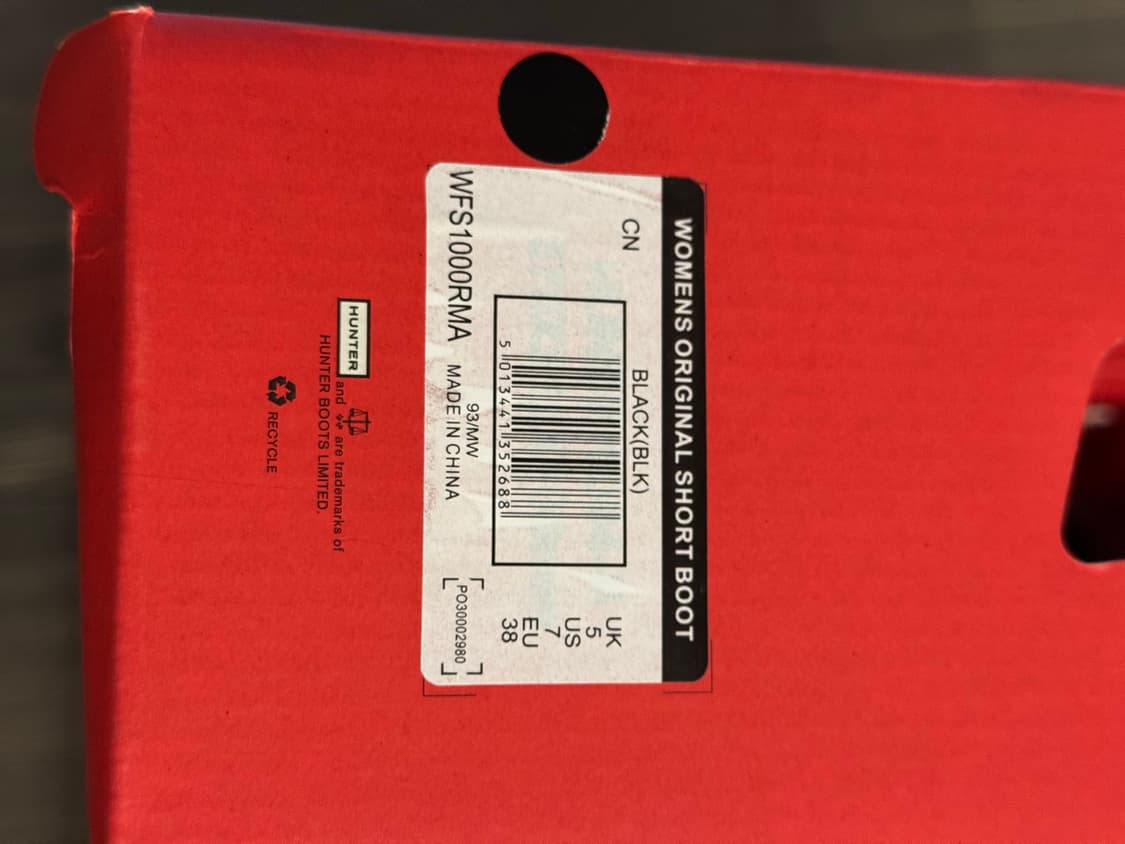 WOMENS ORIGINAL SHORT BOOT
CN
BLACK(BLK)
UK
5
US
7
EU
38
5 013441 352688
93/MW
WFS1000RMA MADE IN CHINA
PO30002980
HUNTER and are trademarks of
HUNTER BOOTS LIMITED.
RECYCLE